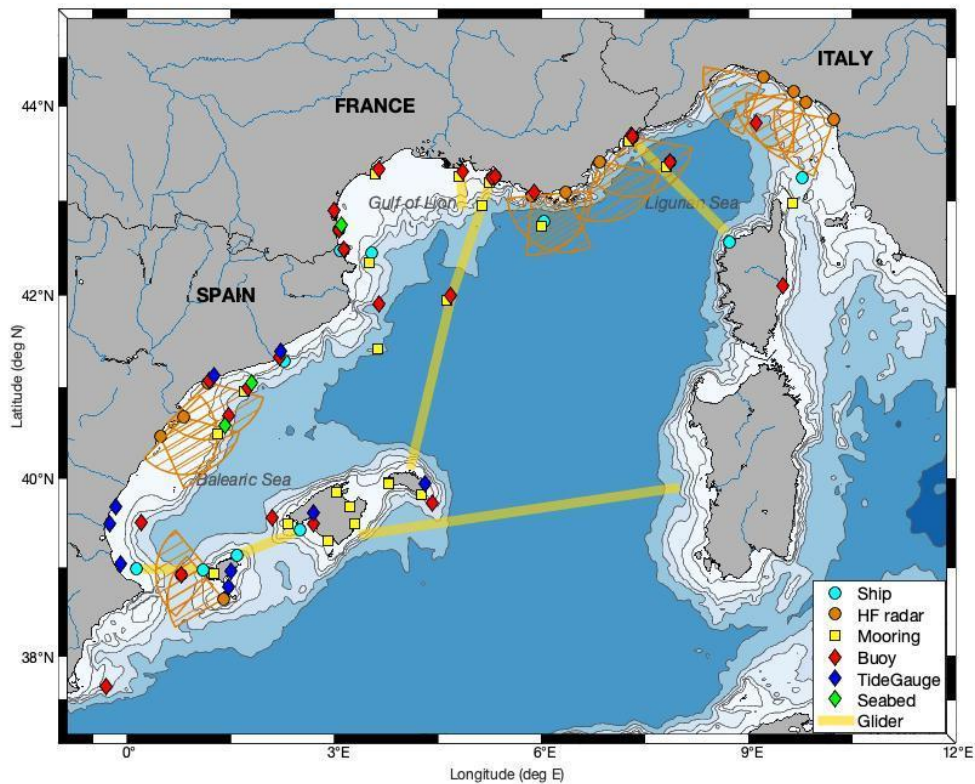 ITALY
FRANCE
44°N
Gulf of Lion
Ligurian Sea
SPAIN
42°N
Latitude (deg N)
Balearic Sea
40°N
38°N
Ship
HF radar
Mooring
Buoy
TideGauge
Seabed
Glider
0°
3°E
6°E
9°E
12°E
Longitude (deg E)